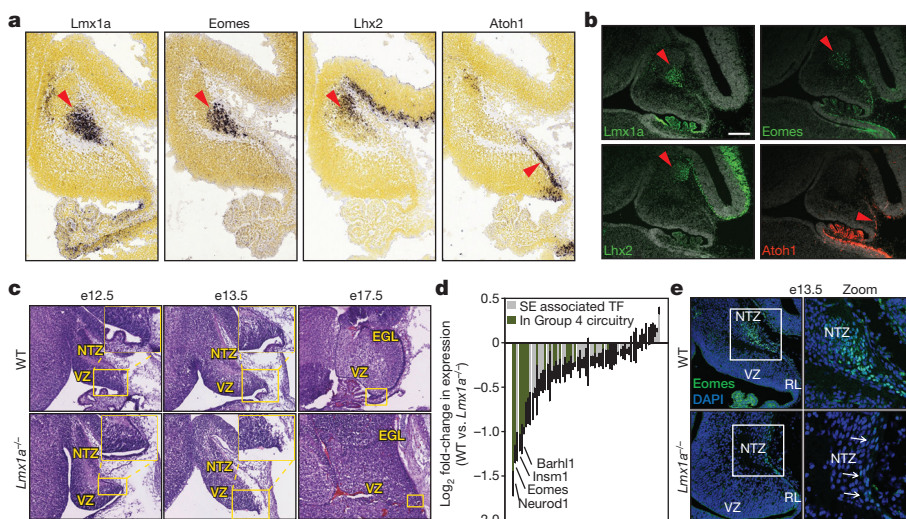 a
Lmx1a Eomes Lhx2 Atoh1
b
Lmx1a Eomes
Lhx2 Atoh1
c
e12.5 e13.5 e17.5
WT
NTZ NTZ EGL
VZ VZ VZ
Lmx1a−/−
NTZ NTZ EGL
VZ VZ VZ
d
Log2 fold-change in expression
(WT vs. Lmx1a−/−)
0.5
0
−0.5
−1.0
−1.5
−2.0
SE associated TF
In Group 4 circuitry
Barhl1
Insm1
Eomes
Neurod1
e
e13.5 Zoom
WT
NTZ NTZ
Eomes VZ RL
DAPI
Lmx1a−/−
NTZ NTZ
VZ RL